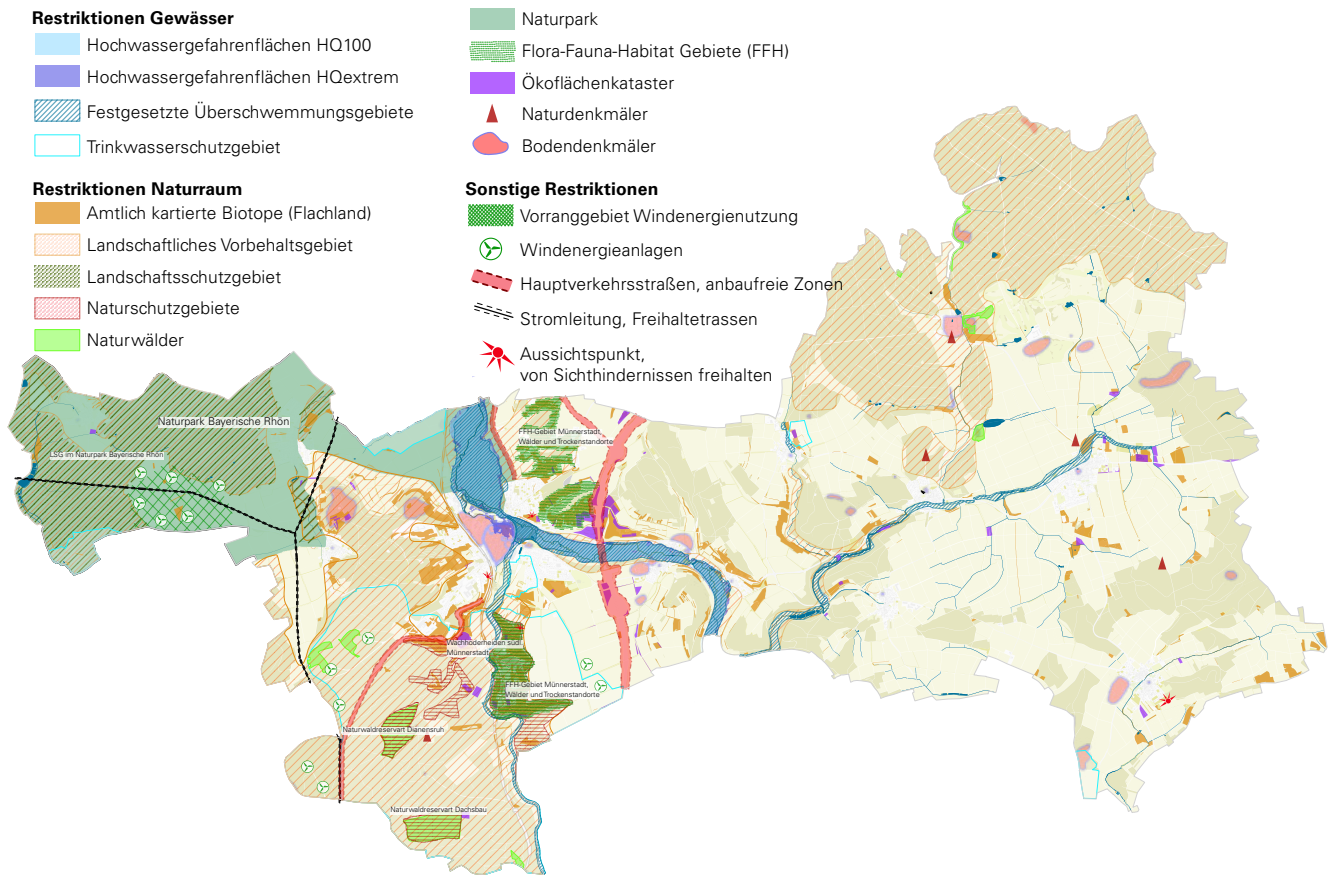 Restriktionen Gewässer
Hochwassergefahrenflächen HQ100
Hochwassergefahrenflächen HQextrem
Festgesetzte Überschwemmungsgebiete
Trinkwasserschutzgebiet
Restriktionen Naturraum
Amtlich kartierte Biotope (Flachland)
Landschaftliches Vorbehaltsgebiet
Landschaftsschutzgebiet
Naturschutzgebiete
Naturwälder
Naturpark
Flora-Fauna-Habitat Gebiete (FFH)
Ökoflächenkataster
Naturdenkmäler
Bodendenkmäler
Sonstige Restriktionen
Vorranggebiet Windenergienutzung
Windenergieanlagen
Hauptverkehrsstraßen, anbaufreie Zonen
Stromleitung, Freihaltetrassen
Aussichtspunkt,
von Sichthindernissen freihalten
Naturpark Bayerische Rhön
LSG im Naturpark Bayerische Rhön
FFH-Gebiet Münnerstadt,
Wälder und Trockenstandorte
Wachholderheiden südl.
Münnerstadt
FFH-Gebiet Münnerstadt,
Wälder und Trockenstandorte
Naturwaldreservart Dianensruh
Naturwaldreservart Dachsbau